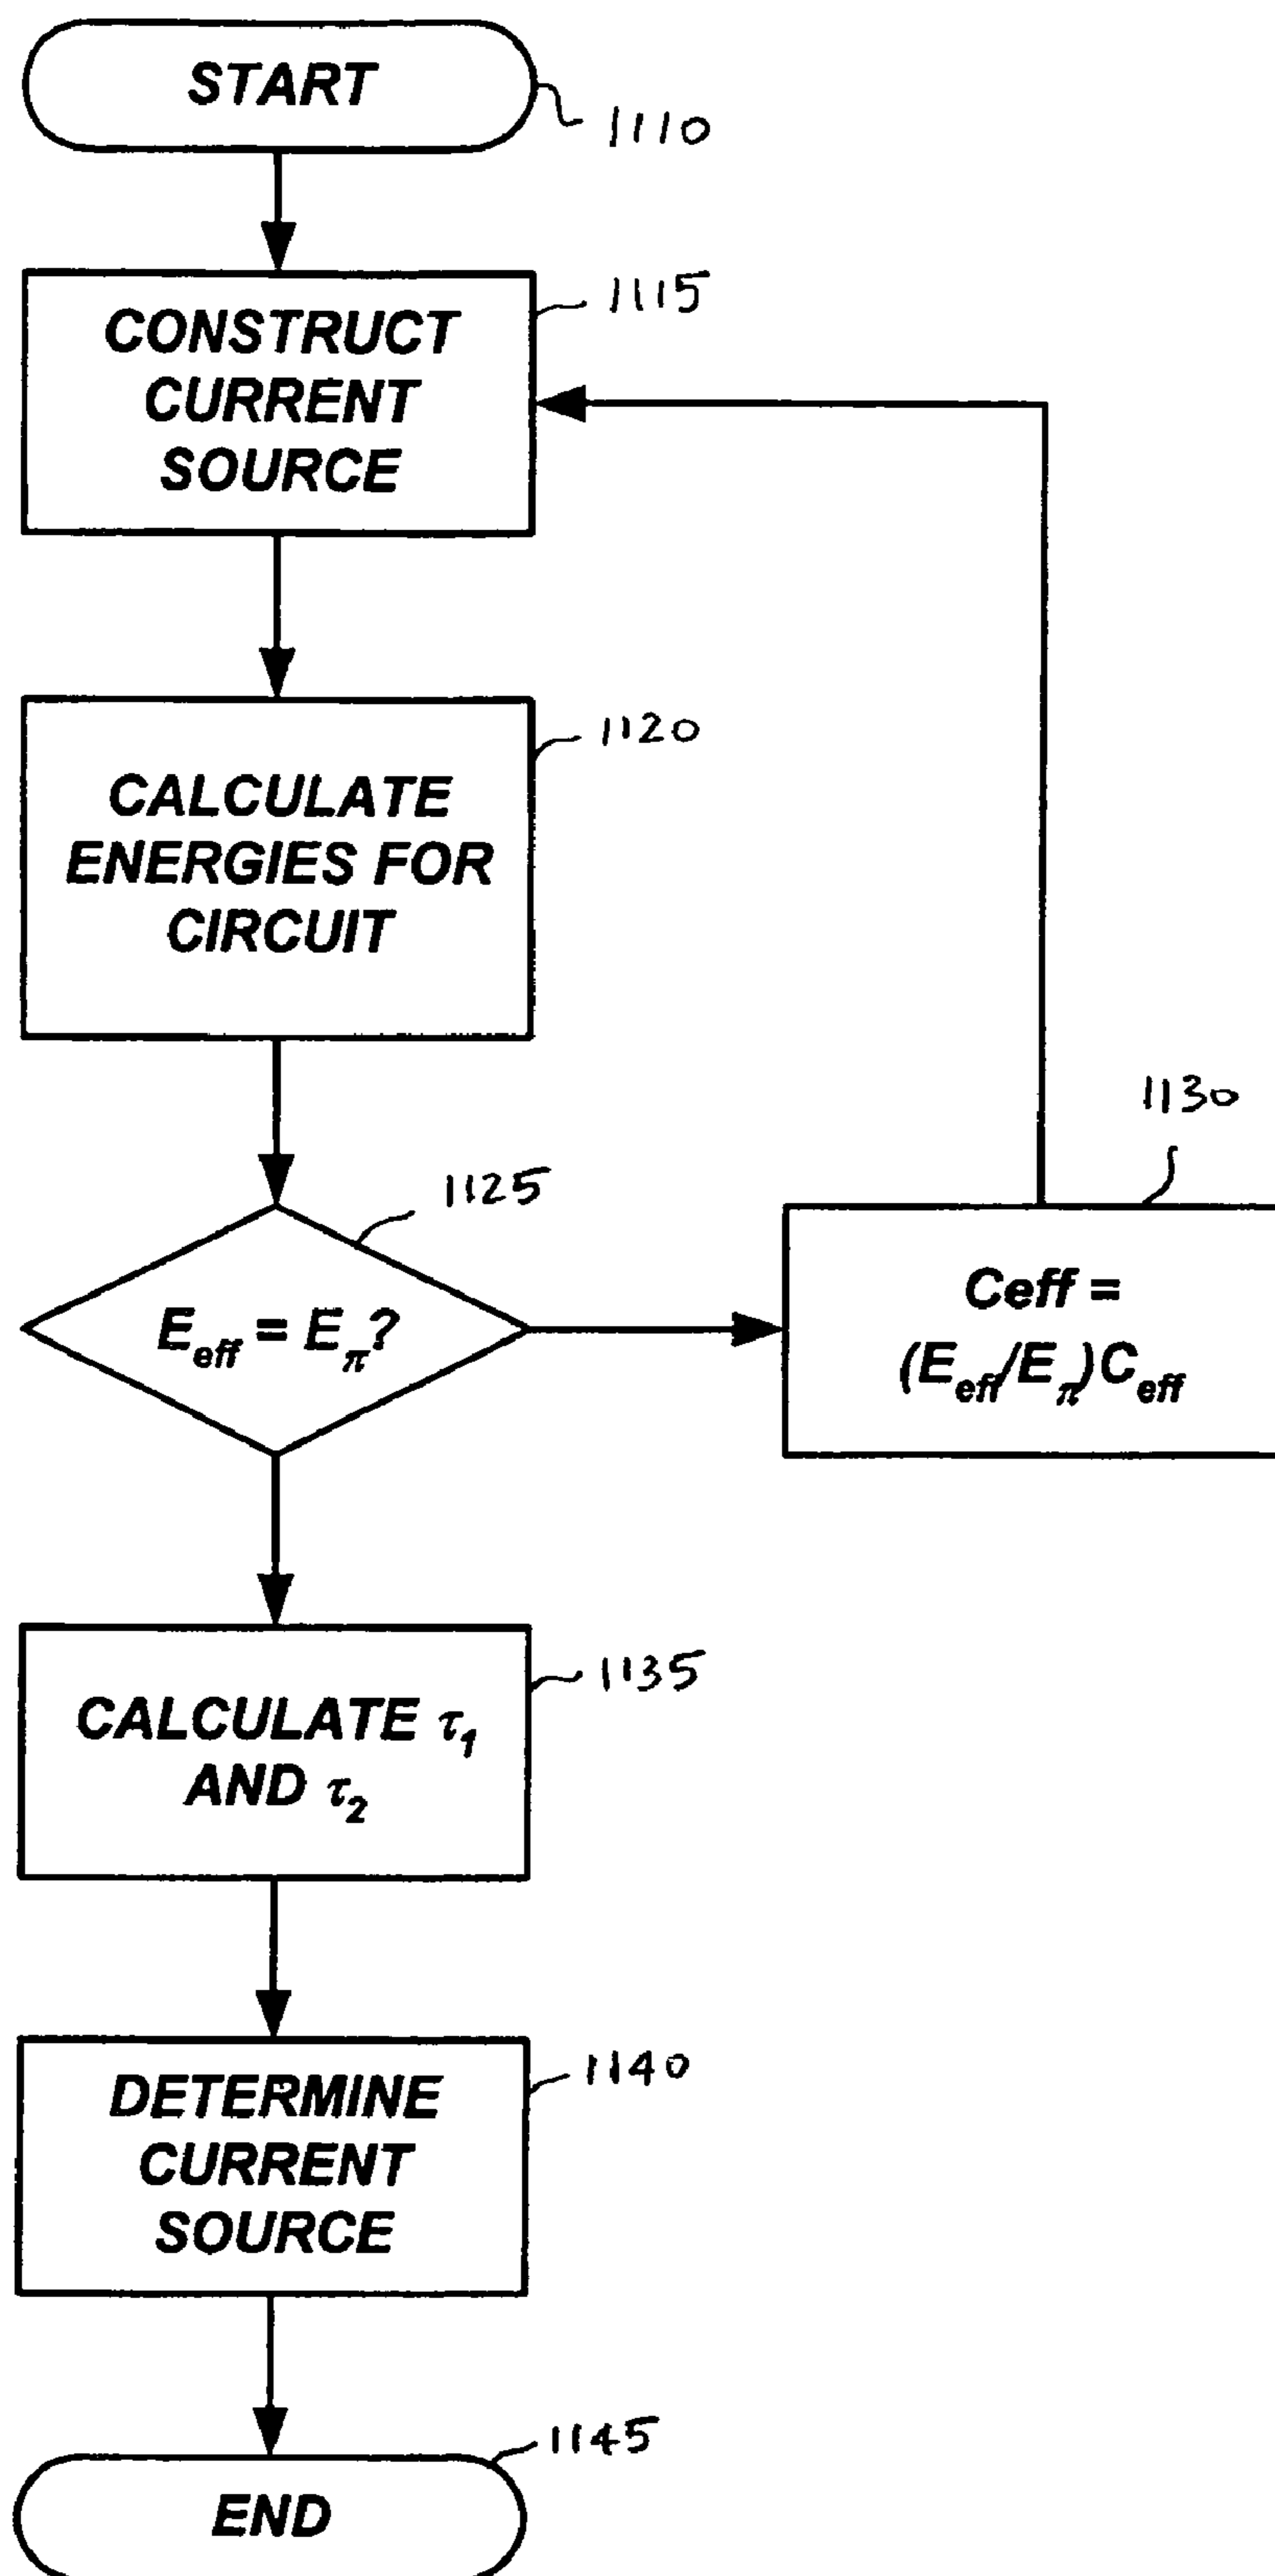 START
1110
CONSTRUCT
CURRENT
SOURCE
1115
CALCULATE
ENERGIES FOR
CIRCUIT
1120
E_eff = E_π?
1125
1130
Ceff =
(E_eff/E_π)C_eff
CALCULATE τ_1
AND τ_2
1135
DETERMINE
CURRENT
SOURCE
1140
1145
END